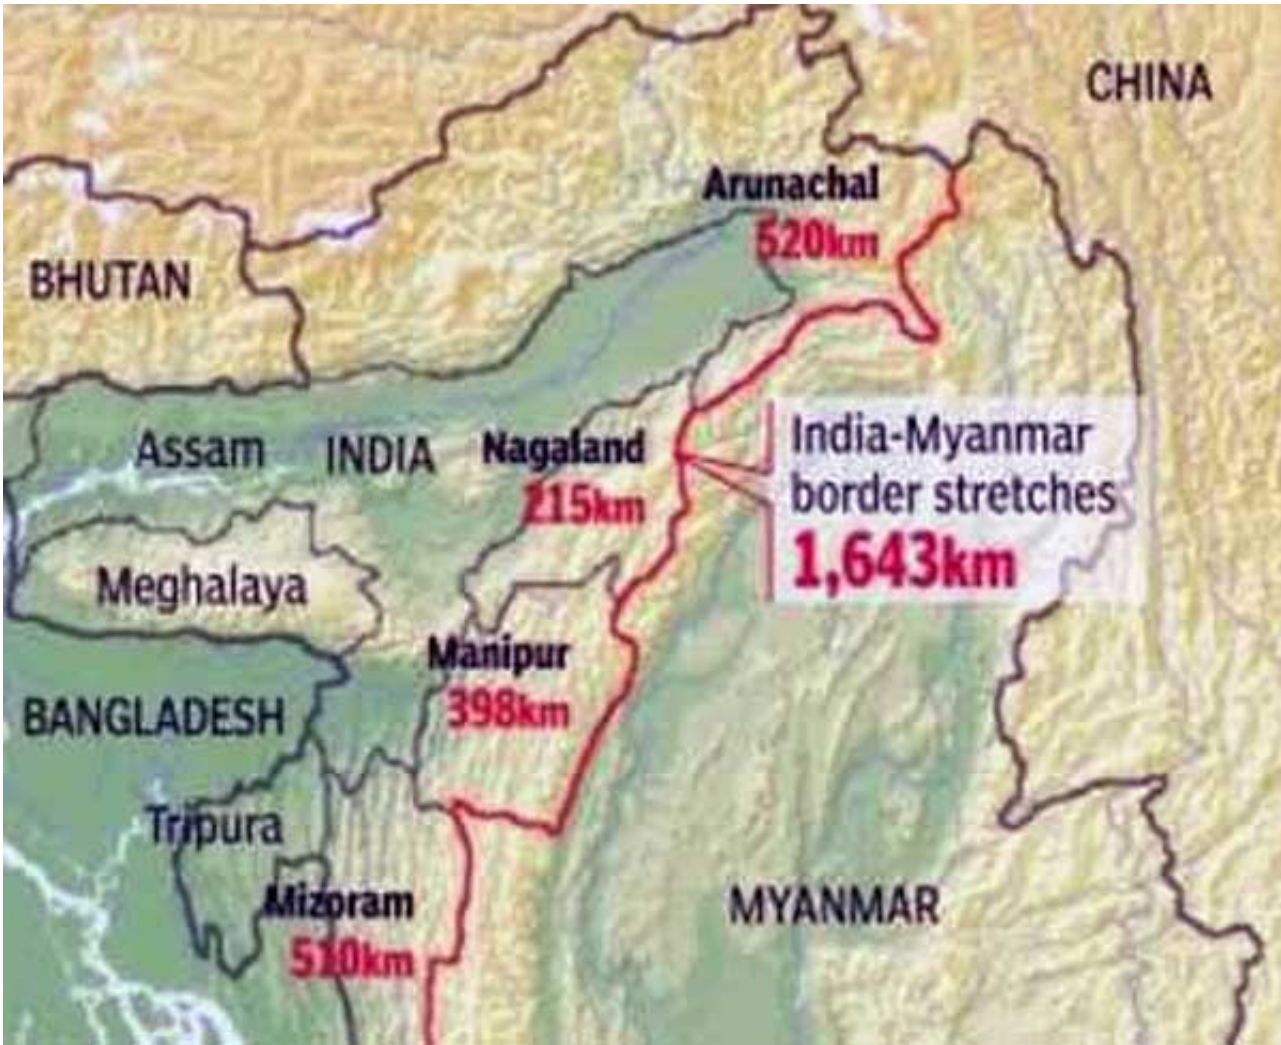 CHINA
Arunachal
520km
BHUTAN
Assam
INDIA
Nagaland
215km
India-Myanmar
border stretches
1,643km
Meghalaya
Manipur
398km
BANGLADESH
Tripura
Mizoram
510km
MYANMAR